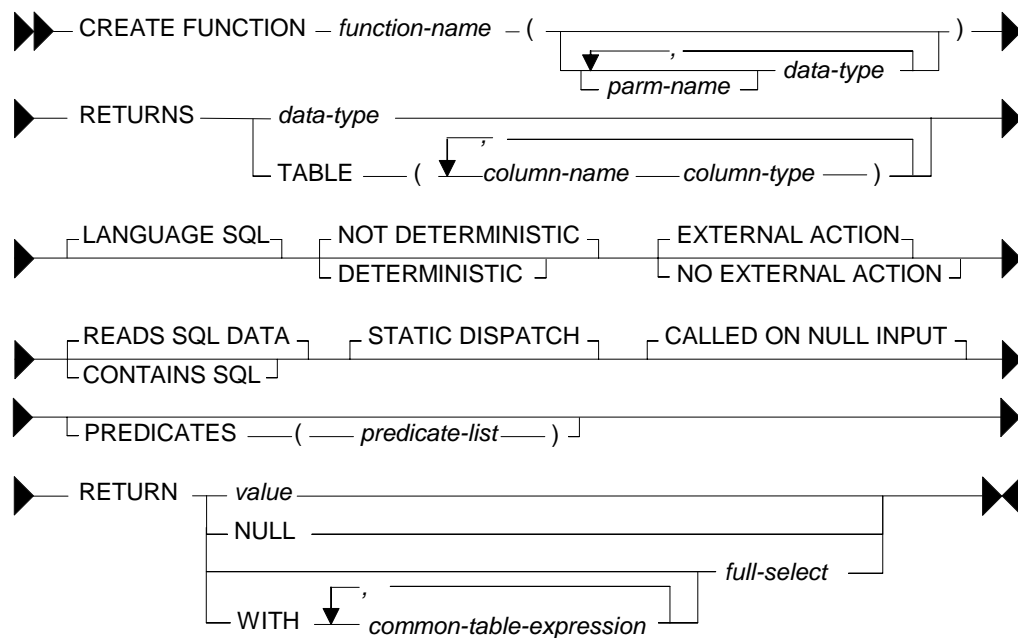 CREATE FUNCTION function-name ( , )
parm-name data-type
RETURNS data-type
,
TABLE ( column-name column-type )
LANGUAGE SQL NOT DETERMINISTIC EXTERNAL ACTION
DETERMINISTIC NO EXTERNAL ACTION
READS SQL DATA STATIC DISPATCH CALLED ON NULL INPUT
CONTAINS SQL
PREDICATES ( predicate-list )
RETURN value
NULL
full-select
,
WITH common-table-expression